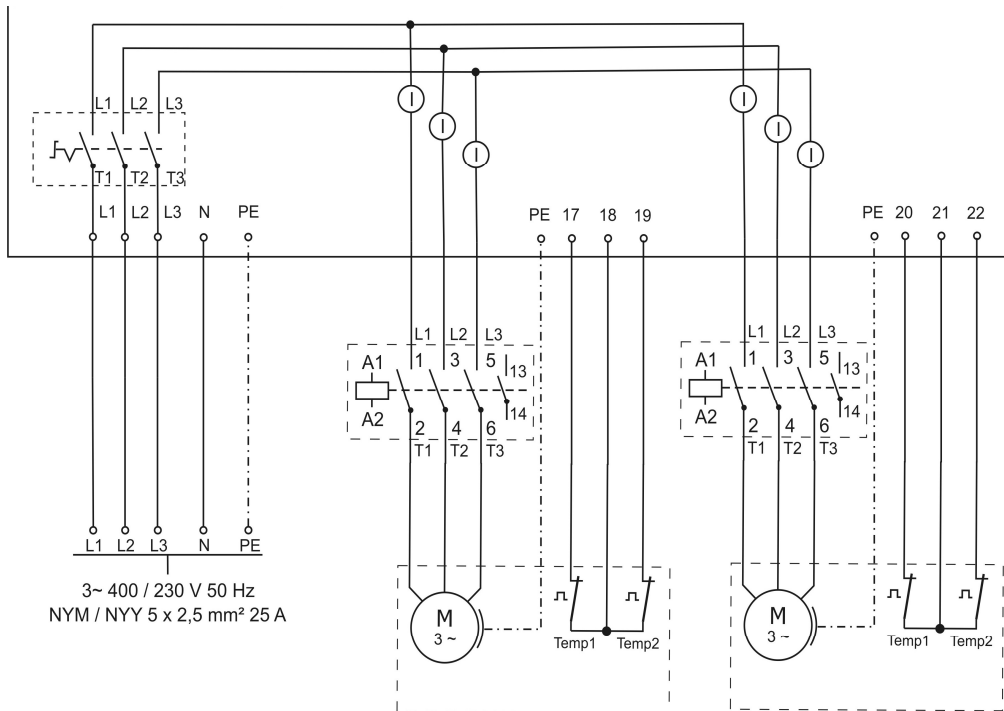 L1 L2 L3
T1 T2 T3
L1 L2 L3 N PE
I I I
I I I
PE 17 18 19
PE 20 21 22
L1 L2 L3
A1 1 3 5 13
A2 2 4 6 14
T1 T2 T3
L1 L2 L3
A1 1 3 5 13
A2 2 4 6 14
T1 T2 T3
L1 L2 L3 N PE
3~ 400 / 230 V 50 Hz
NYM / NYY 5 x 2,5 mm² 25 A
M
3 ~
Temp1 Temp2
M
3 ~
Temp1 Temp2